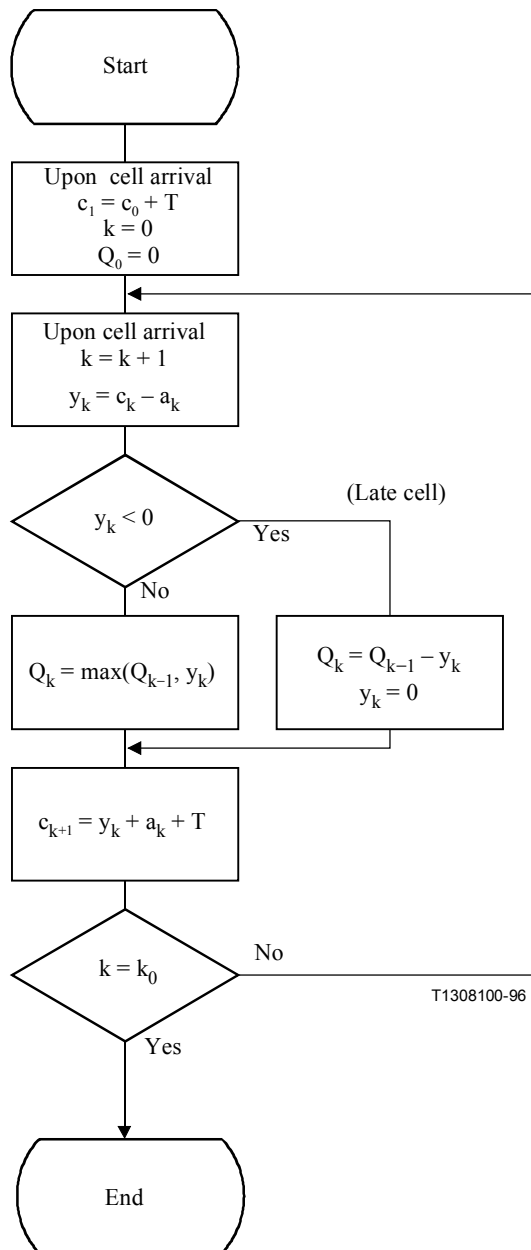 Start
Upon cell arrival
c₁ = c₀ + T
k = 0
Q₀ = 0
Upon cell arrival
k = k + 1
yₖ = cₖ – aₖ
yₖ < 0
(Late cell)
Yes
No
Qₖ = max(Qₖ₋₁, yₖ)
Qₖ = Qₖ₋₁ – yₖ
yₖ = 0
cₖ₊₁ = yₖ + aₖ + T
k = k₀
No
T1308100-96
Yes
End